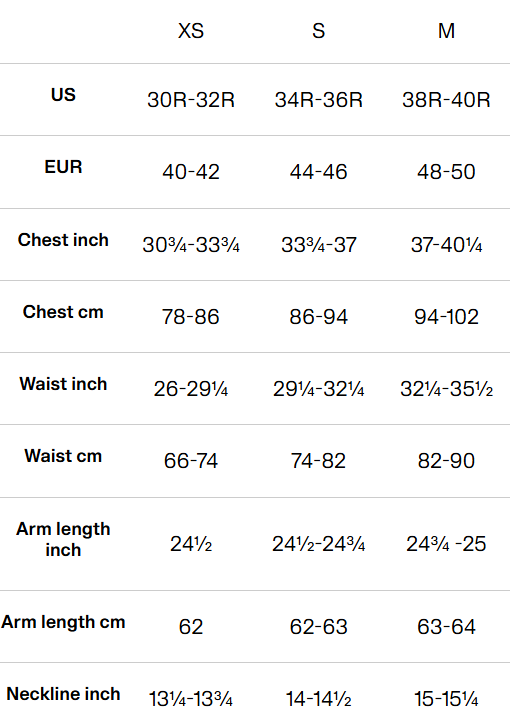 XS S M
US 30R-32R 34R-36R 38R-40R
EUR 40-42 44-46 48-50
Chest inch 30¾-33¾ 33¾-37 37-40¼
Chest cm 78-86 86-94 94-102
Waist inch 26-29¼ 29¼-32¼ 32¼-35½
Waist cm 66-74 74-82 82-90
Arm length
inch 24½ 24½-24¾ 24¾ -25
Arm length cm 62 62-63 63-64
Neckline inch 13¼-13¾ 14-14½ 15-15¼